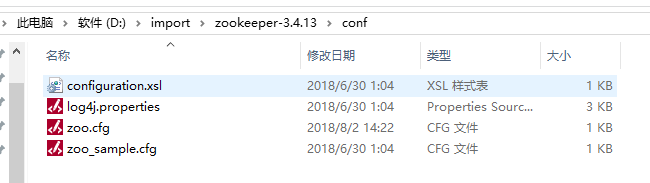 此电脑 › 软件 (D:) › import › zookeeper-3.4.13 › conf
名称 修改日期 类型 大小
configuration.xsl 2018/6/30 1:04 XSL 样式表 1 KB
log4j.properties 2018/6/30 1:04 Properties Sourc... 3 KB
zoo.cfg 2018/8/2 14:22 CFG 文件 1 KB
zoo_sample.cfg 2018/6/30 1:04 CFG 文件 1 KB